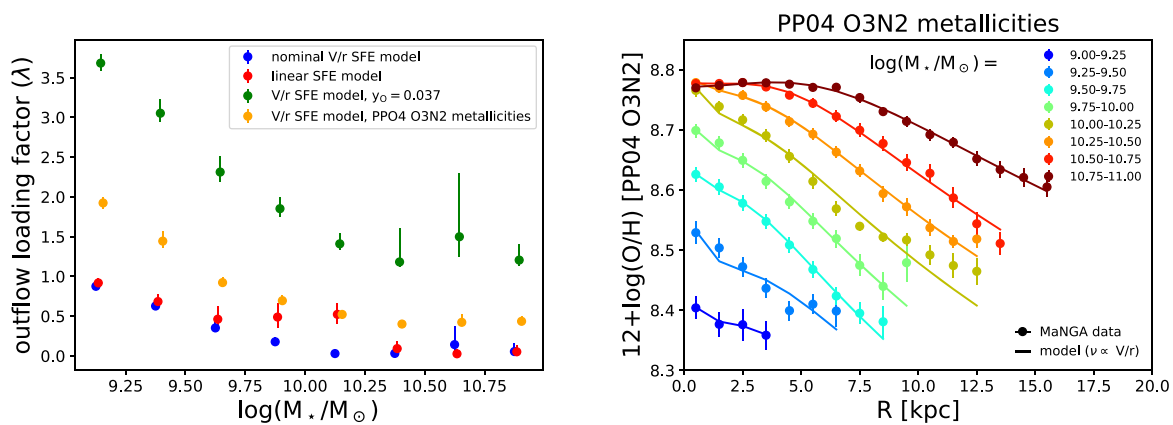 outflow loading factor (λ)
3.5
3.0
2.5
2.0
1.5
1.0
0.5
0.0
nominal V/r SFE model
linear SFE model
V/r SFE model, y_O = 0.037
V/r SFE model, PPO4 O3N2 metallicities
9.25 9.50 9.75 10.00 10.25 10.50 10.75
log(M⋆/M⊙)
PP04 O3N2 metallicities
12+log(O/H) [PP04 O3N2]
8.8
8.7
8.6
8.5
8.4
8.3
log(M⋆/M⊙) =
9.00-9.25
9.25-9.50
9.50-9.75
9.75-10.00
10.00-10.25
10.25-10.50
10.50-10.75
10.75-11.00
MaNGA data
model (ν ∝ V/r)
0.0 2.5 5.0 7.5 10.0 12.5 15.0 17.5 20.0
R [kpc]